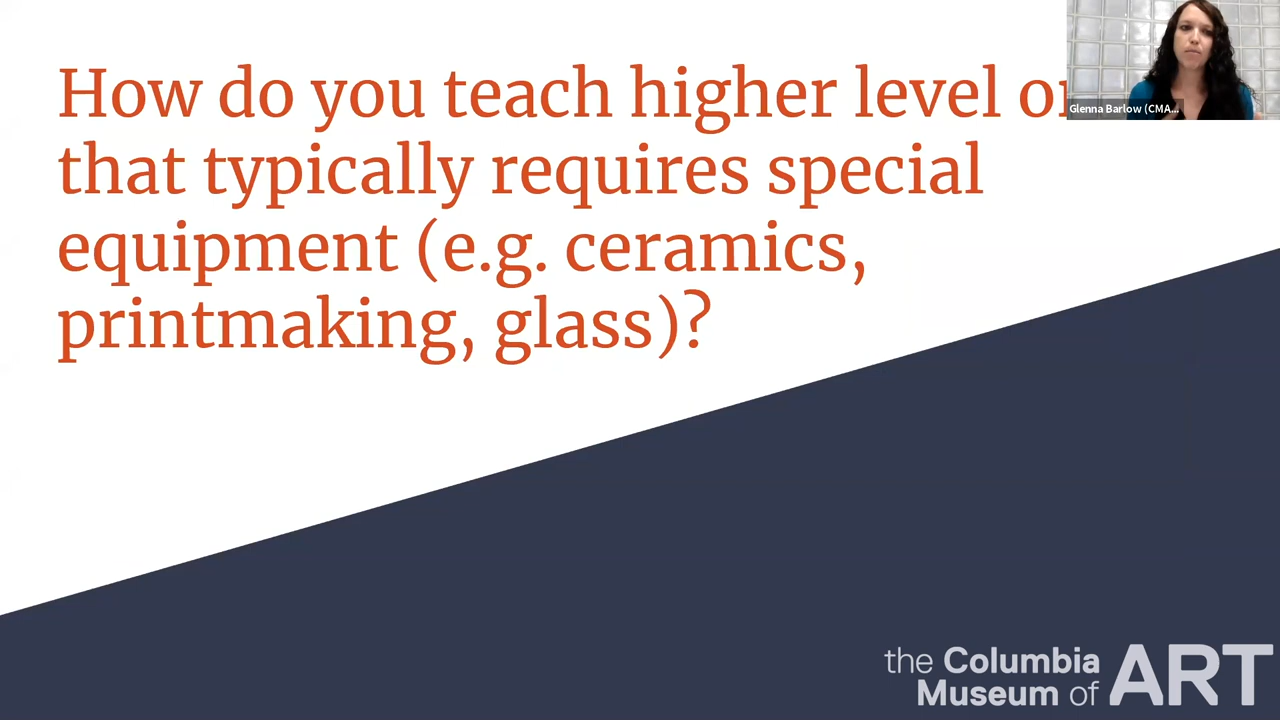 How do you teach higher level or
that typically requires special
equipment (e.g. ceramics,
printmaking, glass)?
Glenna Barlow (CMA...
the Columbia
Museum of ART